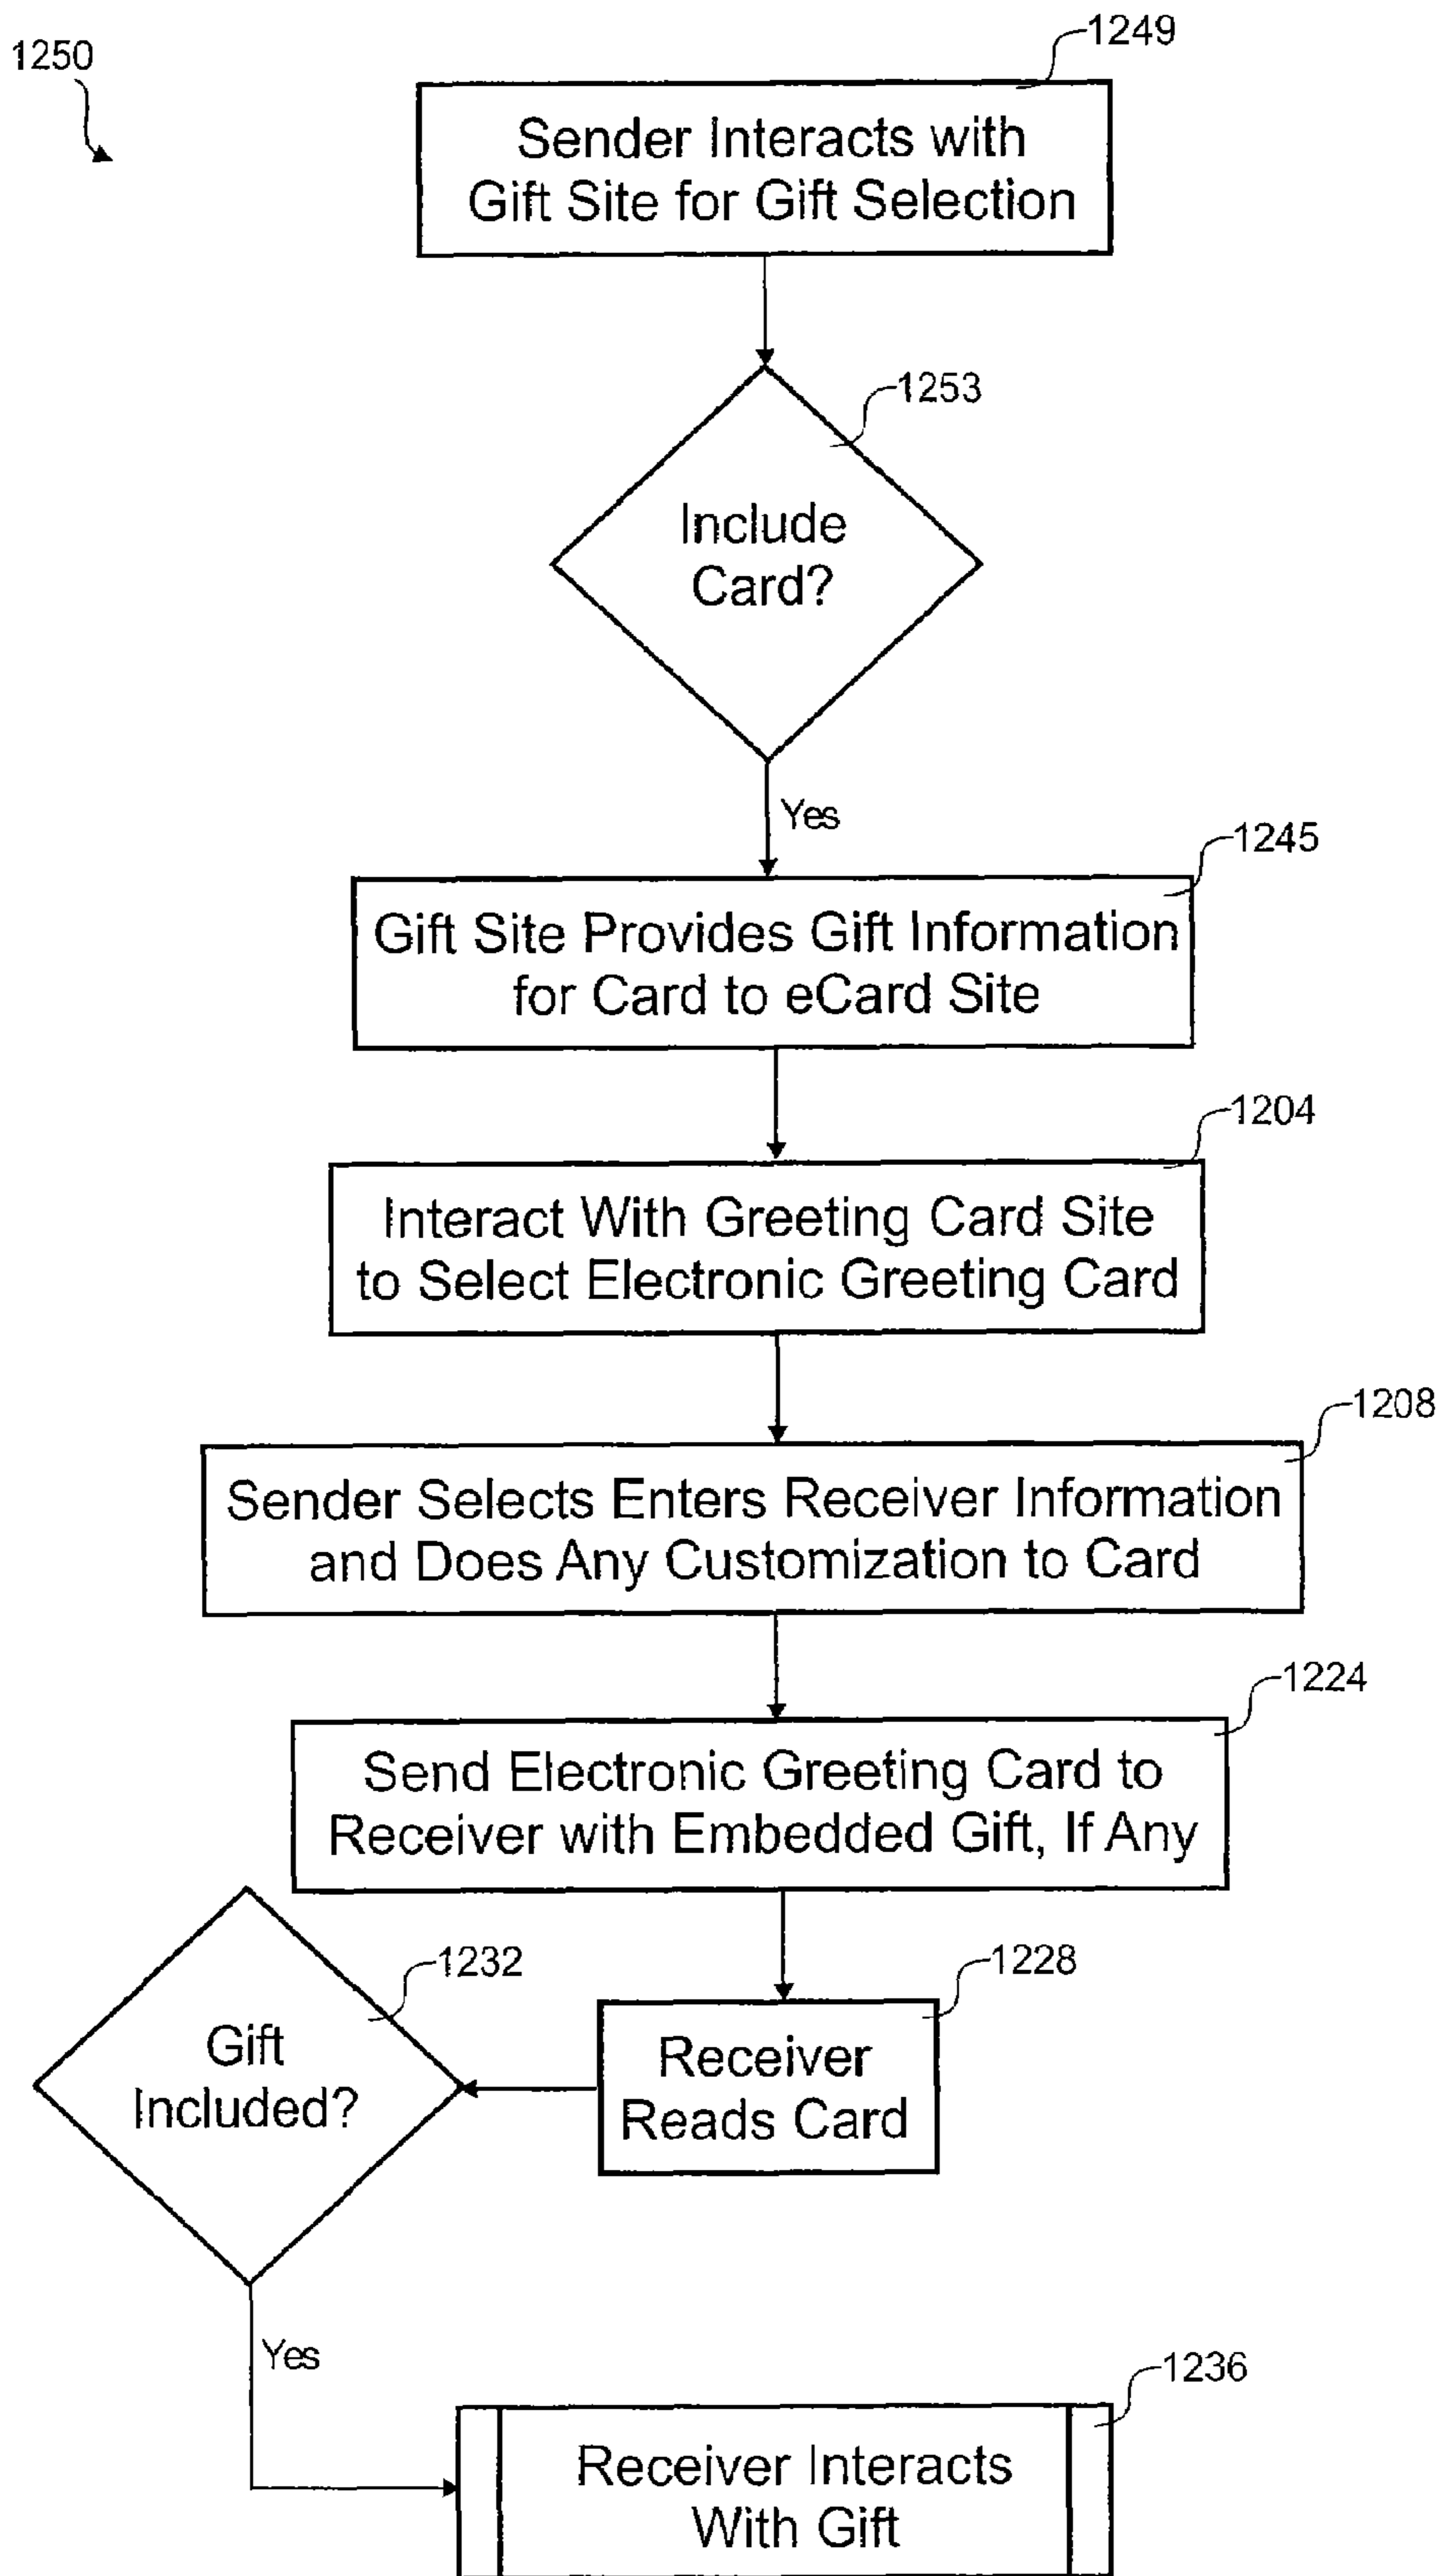 1250
1249
Sender Interacts with
Gift Site for Gift Selection
1253
Include
Card?
Yes
1245
Gift Site Provides Gift Information
for Card to eCard Site
1204
Interact With Greeting Card Site
to Select Electronic Greeting Card
1208
Sender Selects Enters Receiver Information
and Does Any Customization to Card
1224
Send Electronic Greeting Card to
Receiver with Embedded Gift, If Any
1232
Gift
Included?
1228
Receiver
Reads Card
Yes
1236
Receiver Interacts
With Gift